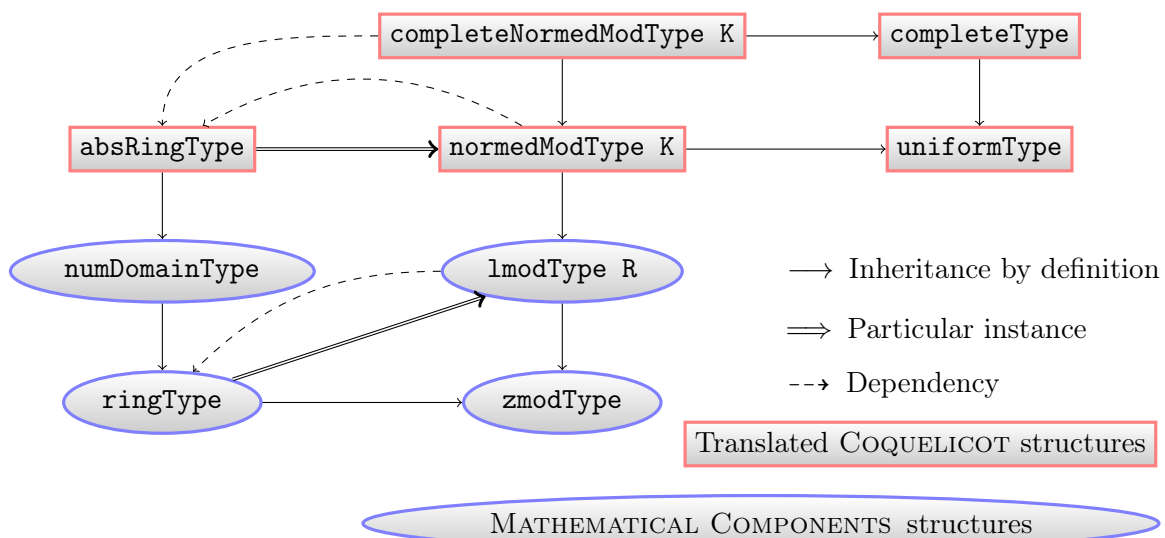 completeNormedModType K
completeType
absRingType
normedModType K
uniformType
numDomainType
lmodType R
Inheritance by definition
Particular instance
Dependency
ringType
zmodType
Translated COQUELICOT structures
MATHEMATICAL COMPONENTS structures